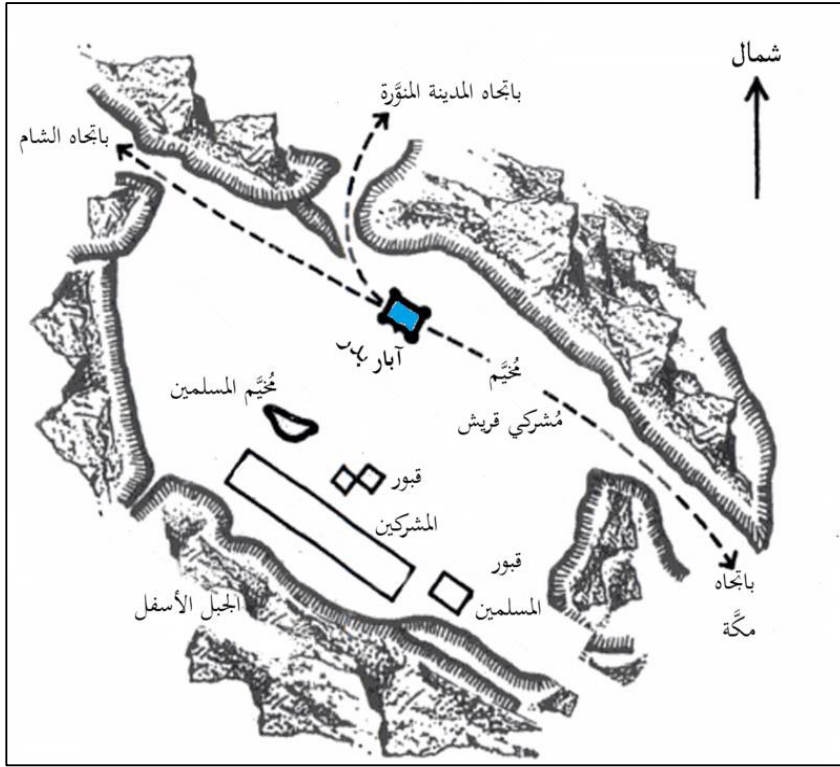 شمال
باتجاه المدينة المنوَّرة
باتجاه الشام
آبار بدر
مُخيَّم
مُشركي قريش
مُخيَّم المسلمين
قبور
المشركين
قبور
المسلمين
الجبل الأسفل
باتجاه
مكَّة